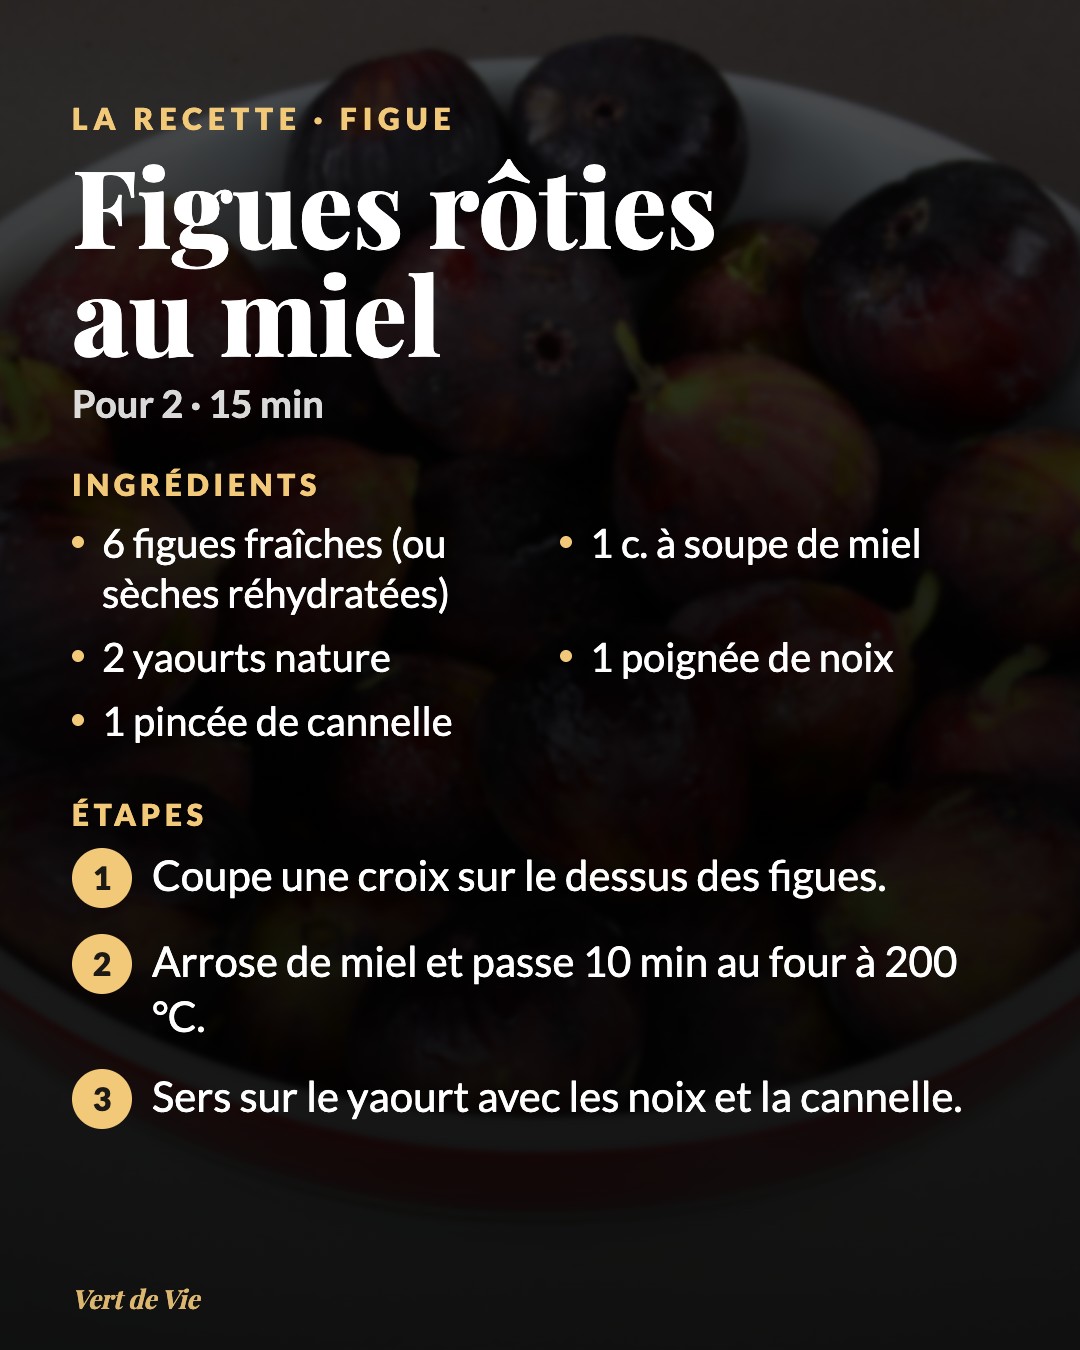 LA RECETTE · FIGUE
Figues rôties
au miel
Pour 2 · 15 min
INGRÉDIENTS
• 6 figues fraîches (ou
sèches réhydratées)
• 1 c. à soupe de miel
• 2 yaourts nature
• 1 poignée de noix
• 1 pincée de cannelle
ÉTAPES
1 Coupe une croix sur le dessus des figues.
2 Arrose de miel et passe 10 min au four à 200
°C.
3 Sers sur le yaourt avec les noix et la cannelle.
Vert de Vie